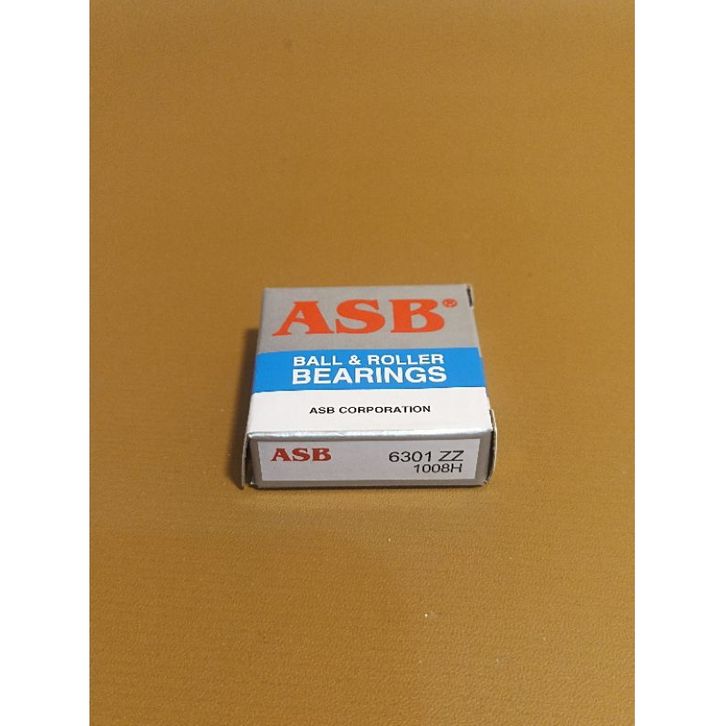 ASB®
BALL & ROLLER
BEARINGS
ASB CORPORATION
ASB 6301 ZZ
1008H